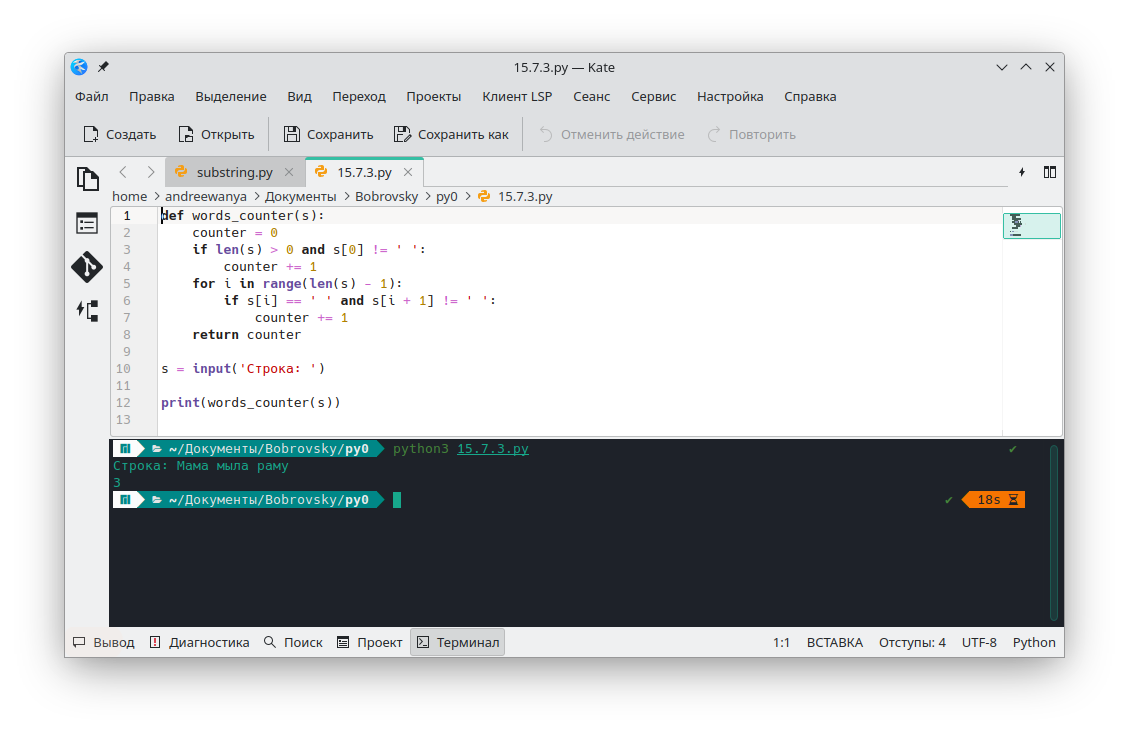 15.7.3.py — Kate
Файл Правка Выделение Вид Переход Проекты Клиент LSP Сеанс Сервис Настройка Справка
Создать Открыть Сохранить Сохранить как Отменить действие Повторить
substring.py 15.7.3.py
home > andreewanya > Документы > Bobrovsky > py0 > 15.7.3.py
1 def words_counter(s):
2     counter = 0
3     if len(s) > 0 and s[0] != ' ':
4         counter += 1
5     for i in range(len(s) - 1):
6         if s[i] == ' ' and s[i + 1] != ' ':
7             counter += 1
8     return counter
9
10 s = input('Строка: ')
11
12 print(words_counter(s))
13
~/Документы/Bobrovsky/py0 python3 15.7.3.py ✔
Строка: Мама мыла раму
3
~/Документы/Bobrovsky/py0 ✔ 18s
Вывод Диагностика Поиск Проект Терминал 1:1 ВСТАВКА Отступы: 4 UTF-8 Python